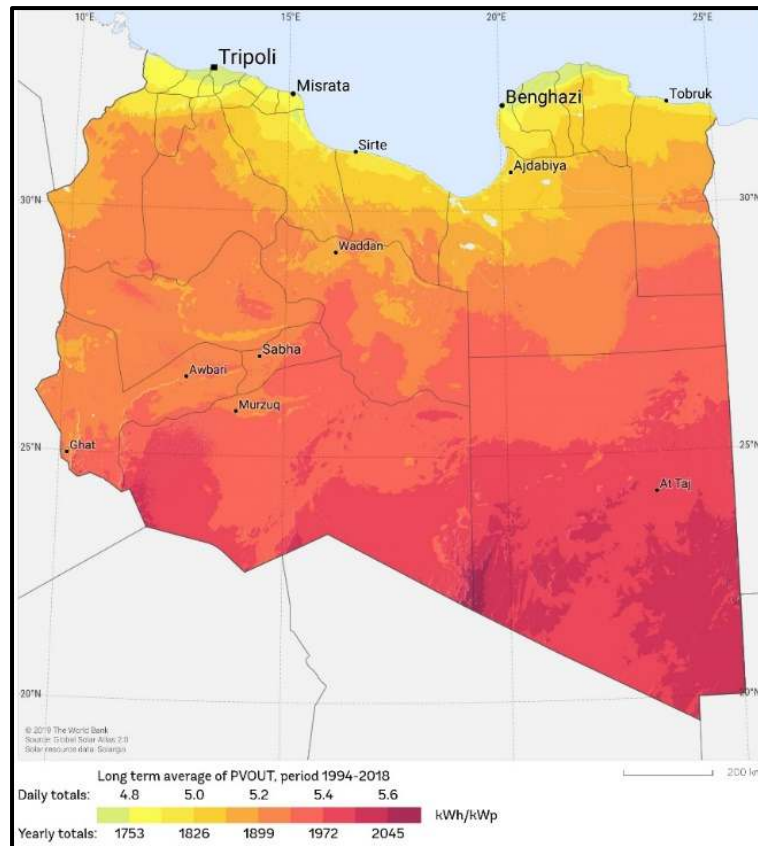 10°E 15°E 20°E 25°E
Tripoli
Misrata
Benghazi
Tobruk
Sirte
Ajdabiya
30°N 30°N
Waddan
Sabha
Awbari
Murzuq
25°N 25°N
Ghat
At Taj
20°N 20°N
© 2019 The World Bank
Source: Global Solar Atlas 2.0
Solar resource data: Solargis
200 km
Long term average of PVOUT, period 1994-2018
Daily totals: 4.8 5.0 5.2 5.4 5.6
kWh/kWp
Yearly totals: 1753 1826 1899 1972 2045